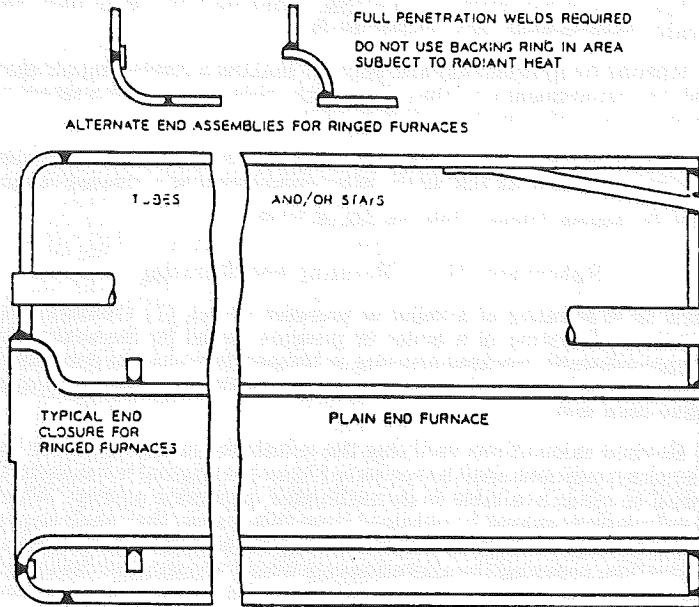 FULL PENETRATION WELDS REQUIRED
DO NOT USE BACKING RING IN AREA
SUBJECT TO RADIANT HEAT
ALTERNATE END ASSEMBLIES FOR RINGED FURNACES
TUBES AND/OR STAYS
TYPICAL END
CLOSURE FOR
RINGED FURNACES
PLAIN END FURNACE